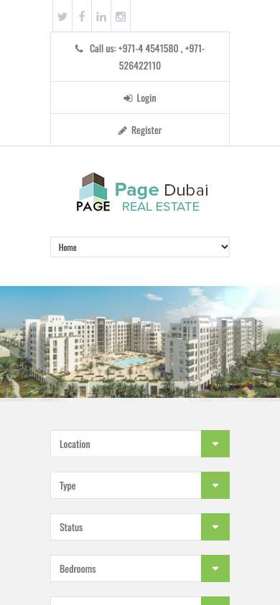 Call us: +971-4 4541580 , +971-
526422110
Login
Register
PAGE
Page Dubai
REAL ESTATE
Home
Location
Type
Status
Bedrooms